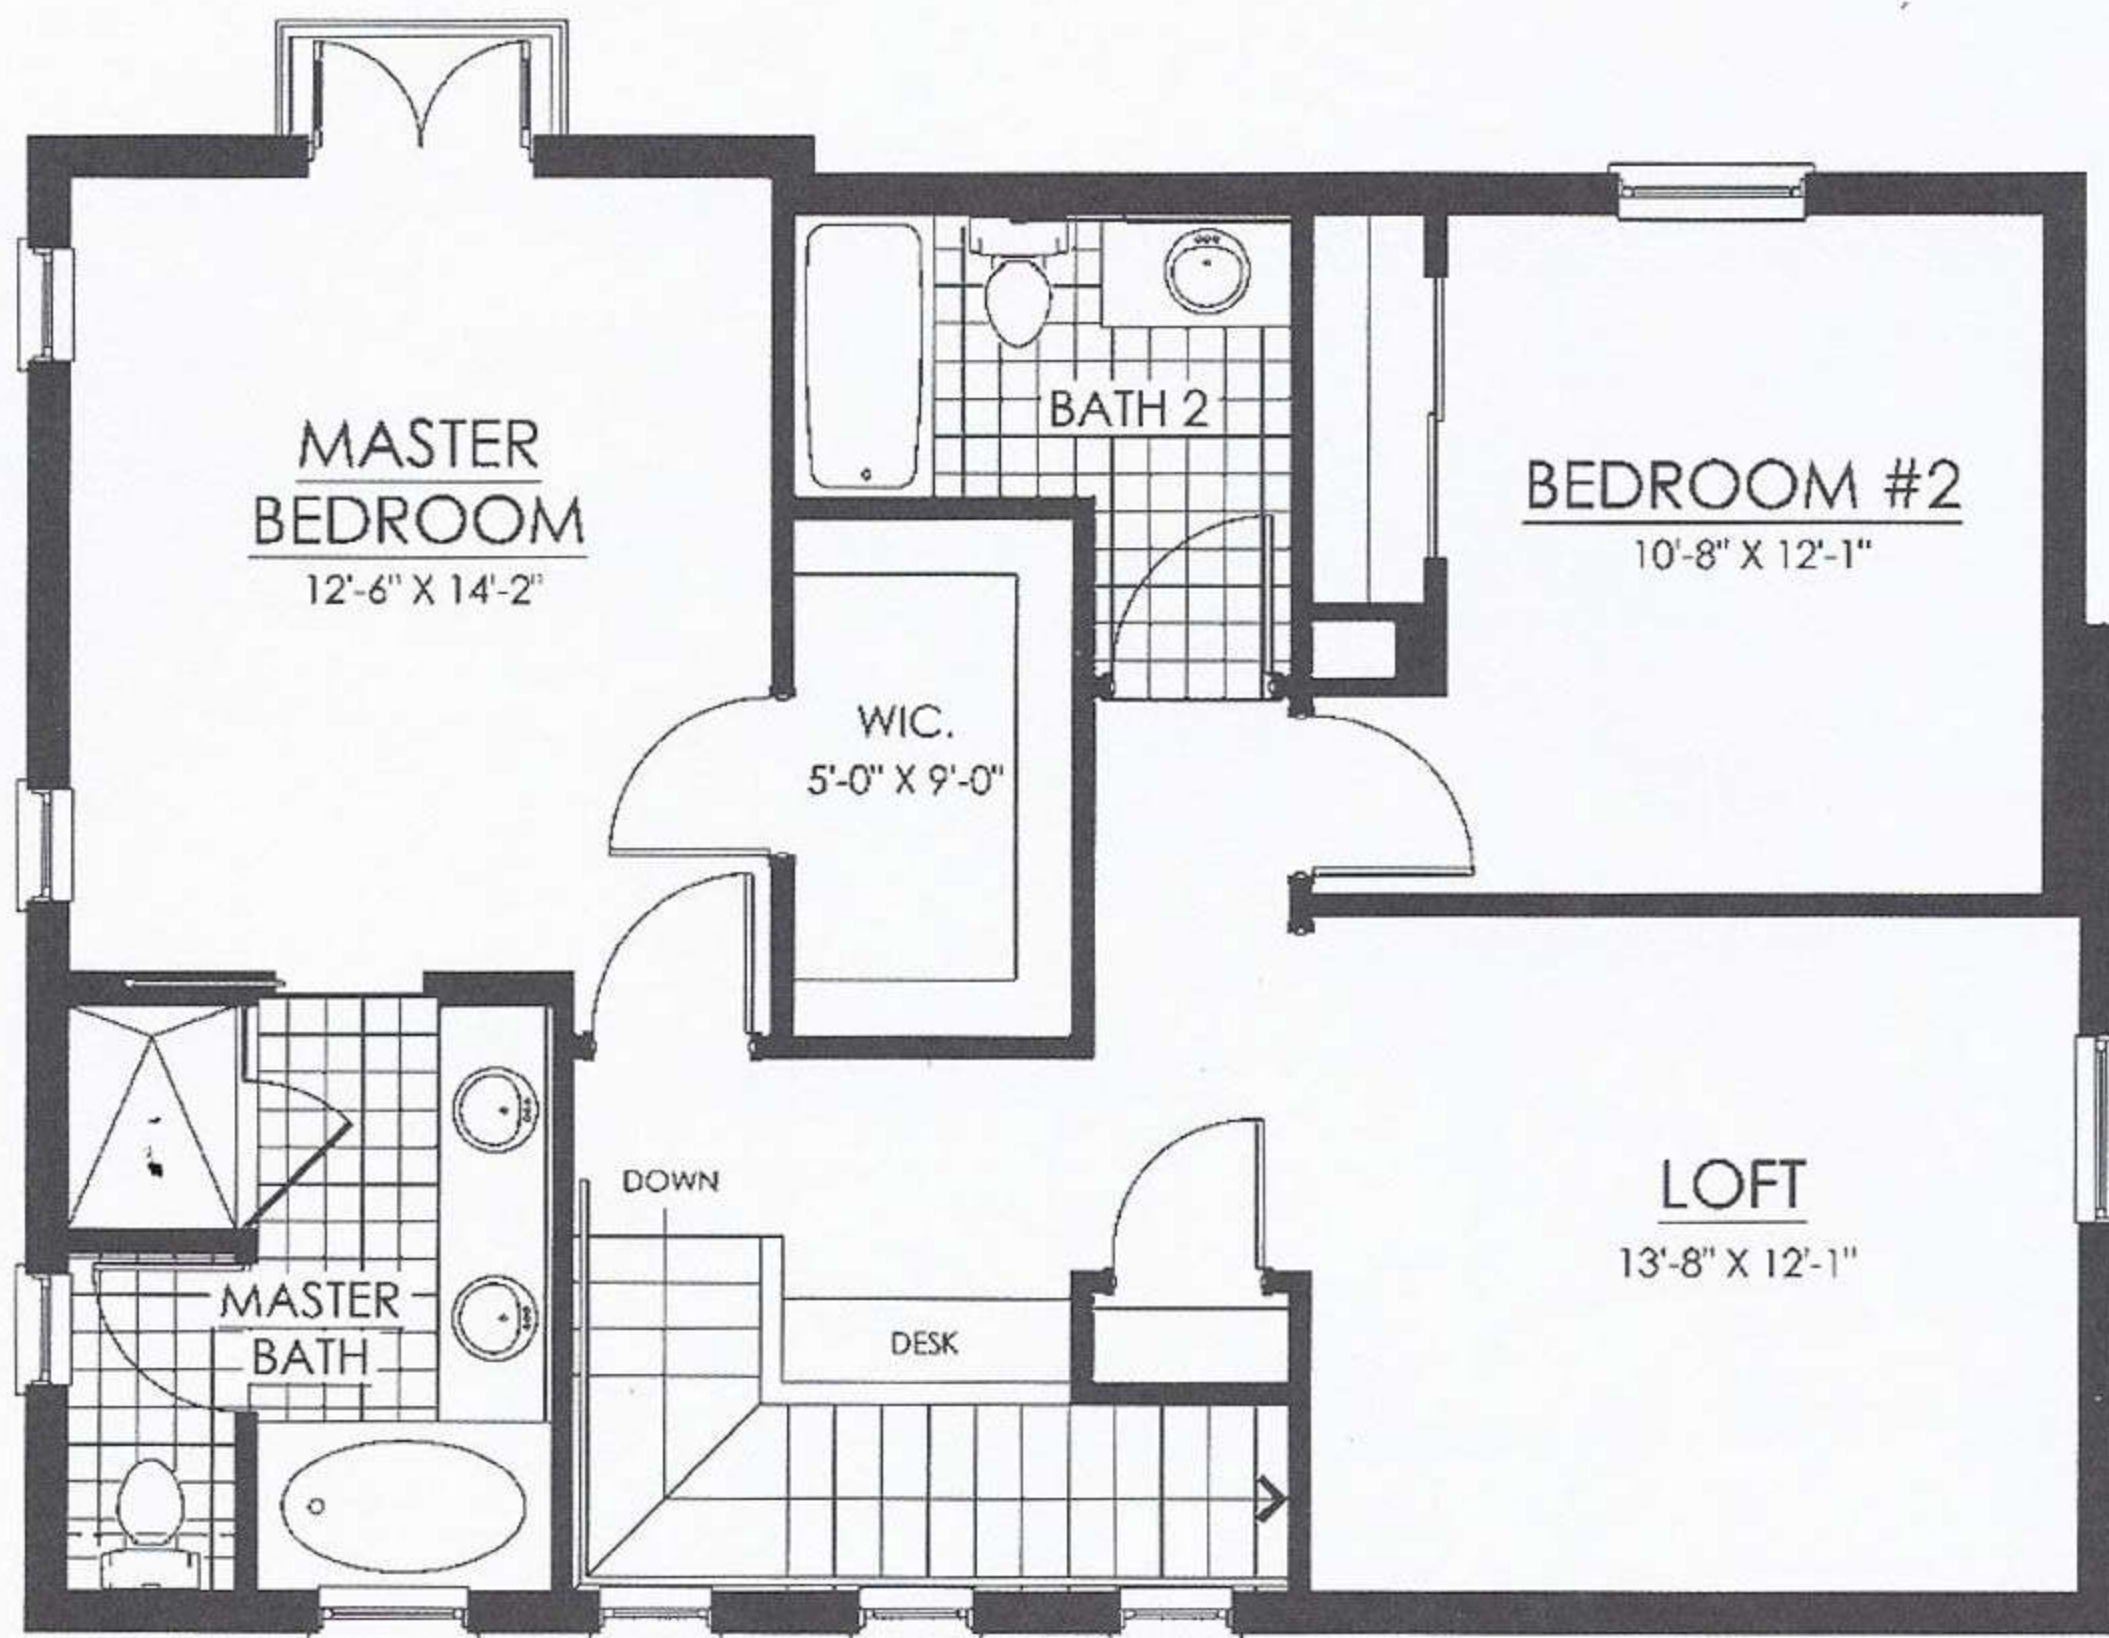 MASTER
BEDROOM
12'-6" X 14'-2"
BATH 2
BEDROOM #2
10'-8" X 12'-1"
WIC.
5'-0" X 9'-0"
DOWN
LOFT
13'-8" X 12'-1"
MASTER
BATH
DESK